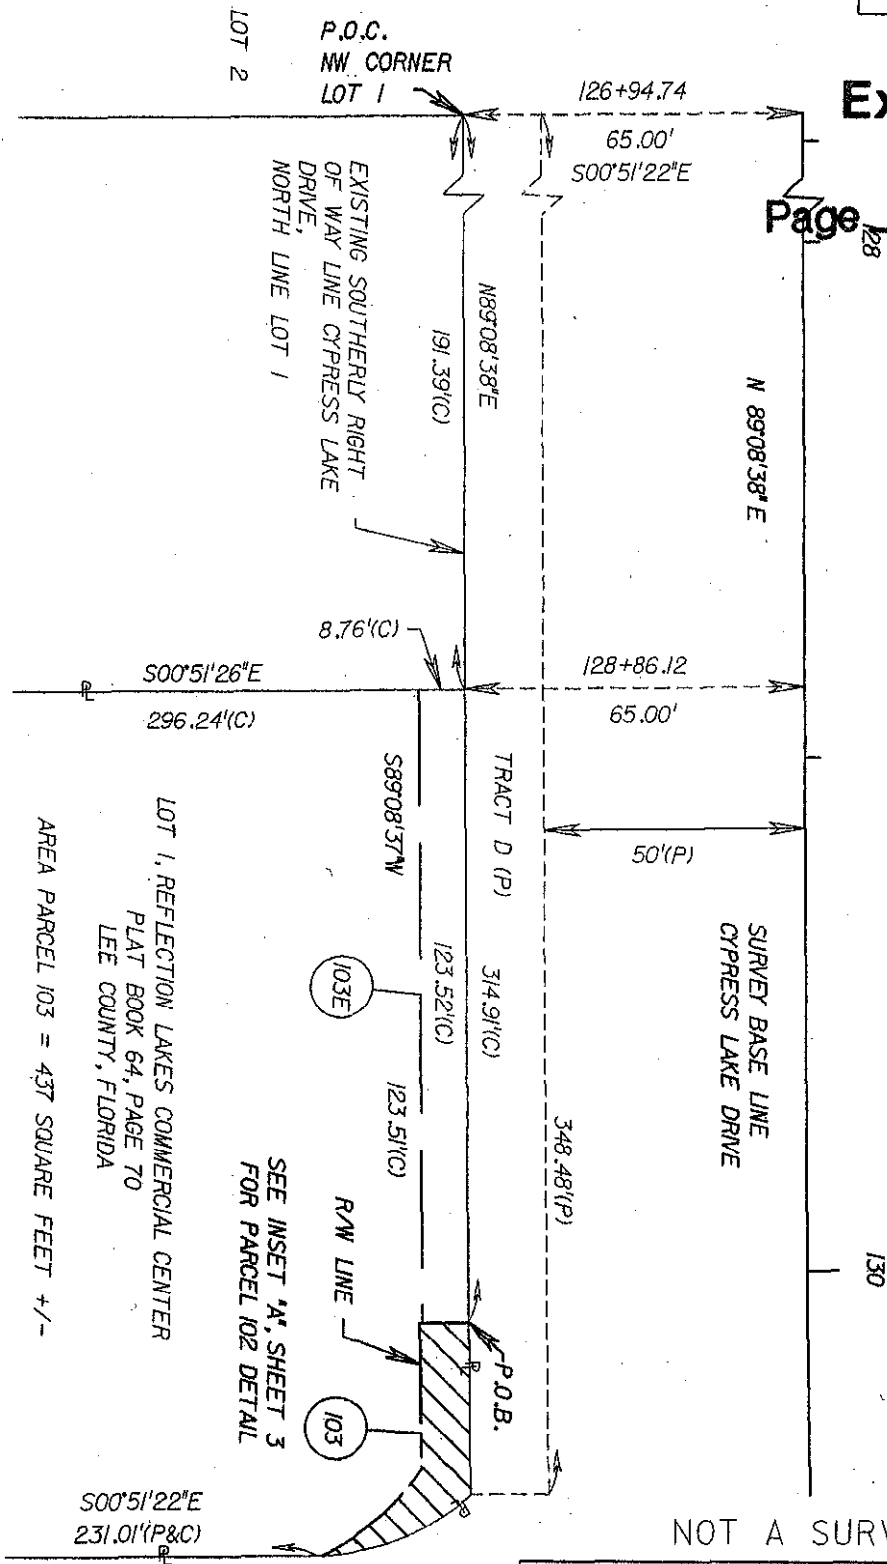 P.O.C.
NW CORNER
LOT 1
LOT 2
126+94.74
65.00'
S00°51'22"E
Page
128
EXISTING SOUTHERLY RIGHT
OF WAY LINE CYPRESS LAKE
DRIVE,
NORTH LINE LOT 1
N89°08'38"E
191.39'(C)
N 89°08'38" E
8.76'(C)
S00°51'26"E
296.24'(C)
128+86.12
65.00'
S89°08'37"W
TRACT D (P)
50'(P)
SURVEY BASE LINE
CYPRESS LAKE DRIVE
103E
123.52'(C)
314.91'(C)
123.51'(C)
348.48'(P)
LOT 1, REFLECTION LAKES COMMERCIAL CENTER
PLAT BOOK 64, PAGE 70
LEE COUNTY, FLORIDA
AREA PARCEL 103 = 437 SQUARE FEET +/-
SEE INSET "A", SHEET 3
FOR PARCEL 102 DETAIL
R/W LINE
P.O.B.
103
130
S00°51'22"E
231.01'(P&C)
NOT A SURV